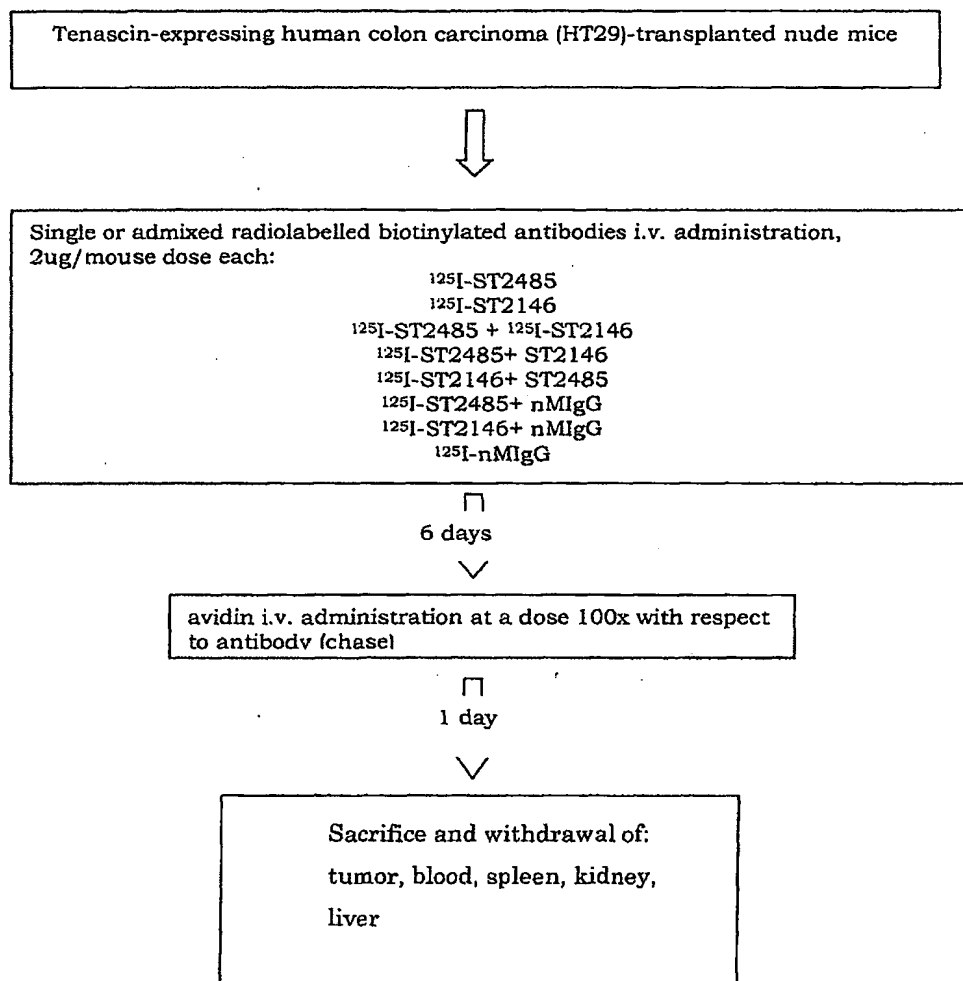 Tenascin-expressing human colon carcinoma (HT29)-transplanted nude mice
Single or admixed radiolabelled biotinylated antibodies i.v. administration,
2ug/mouse dose each:
¹²⁵I-ST2485
¹²⁵I-ST2146
¹²⁵I-ST2485 + ¹²⁵I-ST2146
¹²⁵I-ST2485+ ST2146
¹²⁵I-ST2146+ ST2485
¹²⁵I-ST2485+ nMIgG
¹²⁵I-ST2146+ nMIgG
¹²⁵I-nMIgG
6 days
avidin i.v. administration at a dose 100x with respect
to antibody (chase)
1 day
Sacrifice and withdrawal of:
tumor, blood, spleen, kidney,
liver